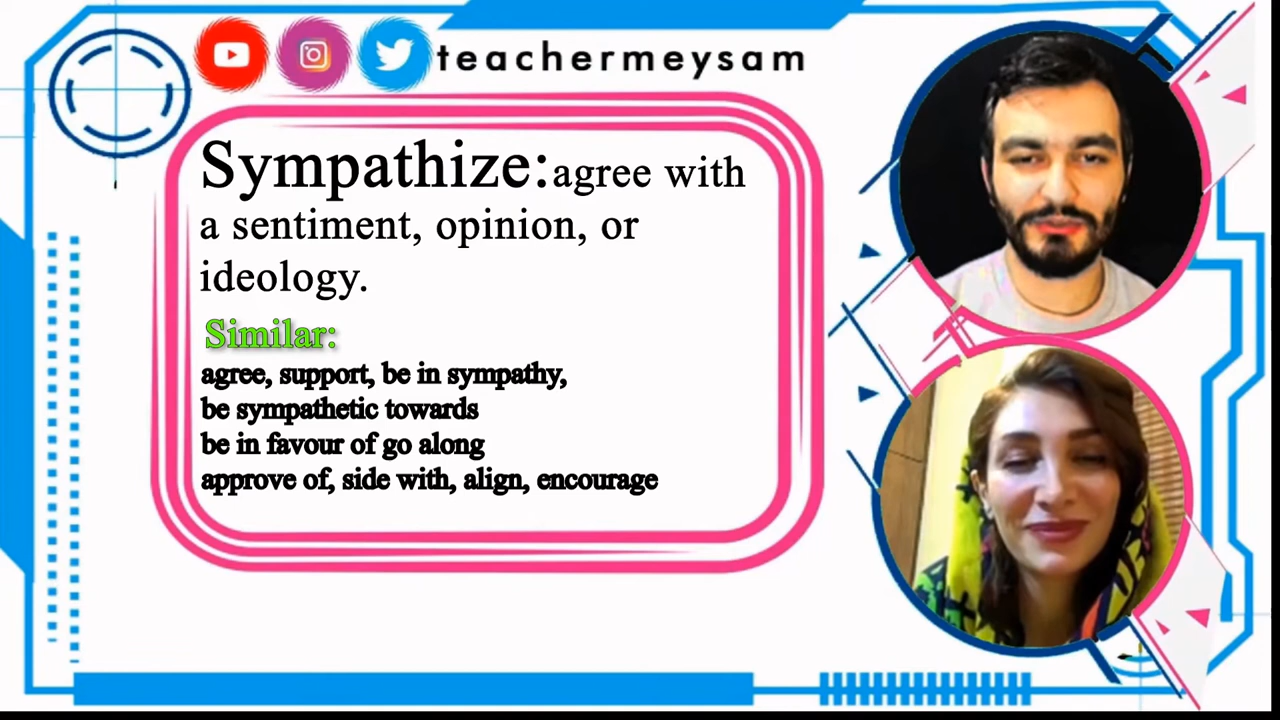 teachermeysam
Sympathize:agree with
a sentiment, opinion, or
ideology.
Similar:
agree, support, be in sympathy,
be sympathetic towards
be in favour of go along
approve of, side with, align, encourage